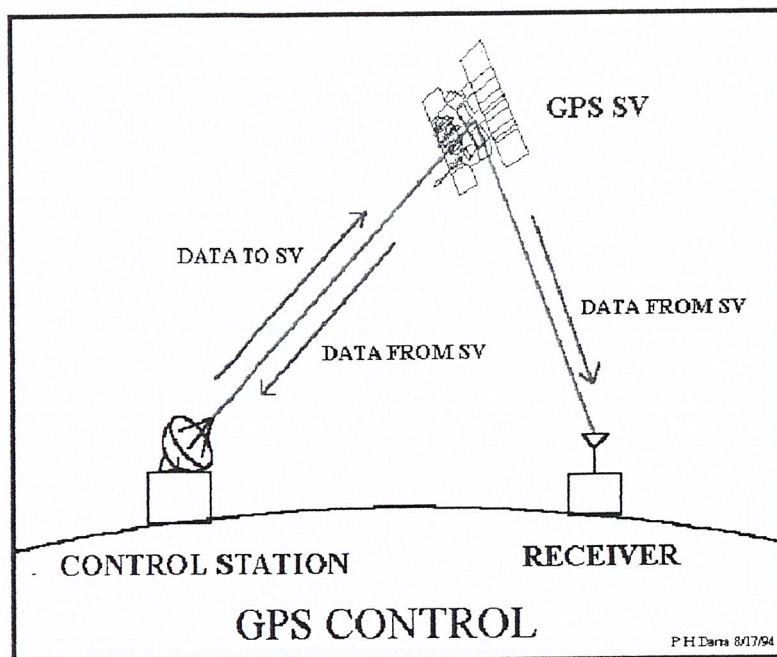 GPS SV
DATA TO SV
DATA FROM SV
DATA FROM SV
CONTROL STATION
RECEIVER
GPS CONTROL
P H Dana 8/17/94